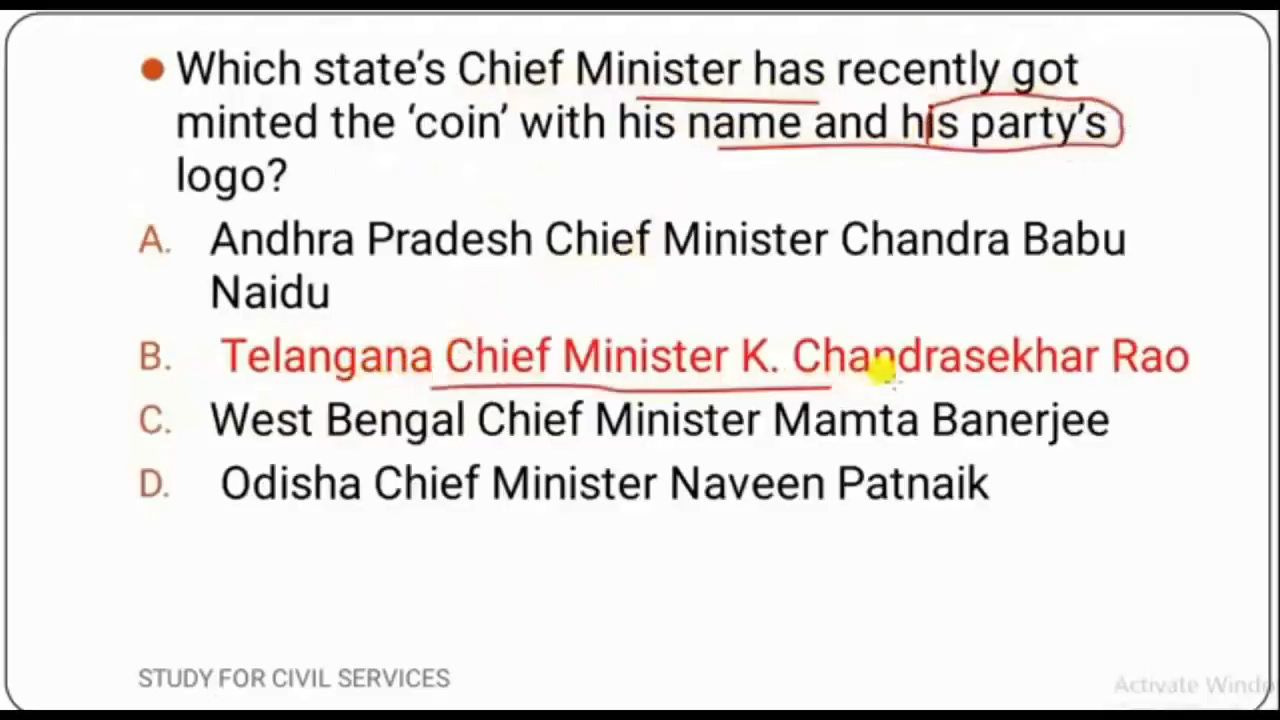 Which state's Chief Minister has recently got
minted the ‘coin’ with his name and his party's
logo?
A. Andhra Pradesh Chief Minister Chandra Babu
Naidu
B. Telangana Chief Minister K. Chandrasekhar Rao
C. West Bengal Chief Minister Mamta Banerjee
D. Odisha Chief Minister Naveen Patnaik
STUDY FOR CIVIL SERVICES
Activate Windo